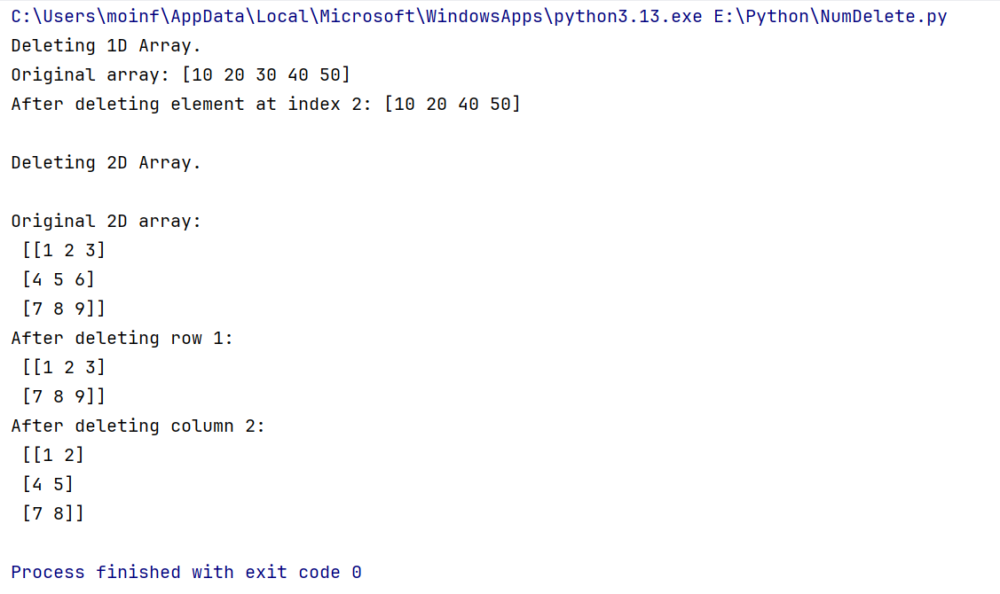 C:\Users\moinf\AppData\Local\Microsoft\WindowsApps\python3.13.exe E:\Python\NumDelete.py
Deleting 1D Array.
Original array: [10 20 30 40 50]
After deleting element at index 2: [10 20 40 50]
Deleting 2D Array.
Original 2D array:
[[1 2 3]
[4 5 6]
[7 8 9]]
After deleting row 1:
[[1 2 3]
[7 8 9]]
After deleting column 2:
[[1 2]
[4 5]
[7 8]]
Process finished with exit code 0